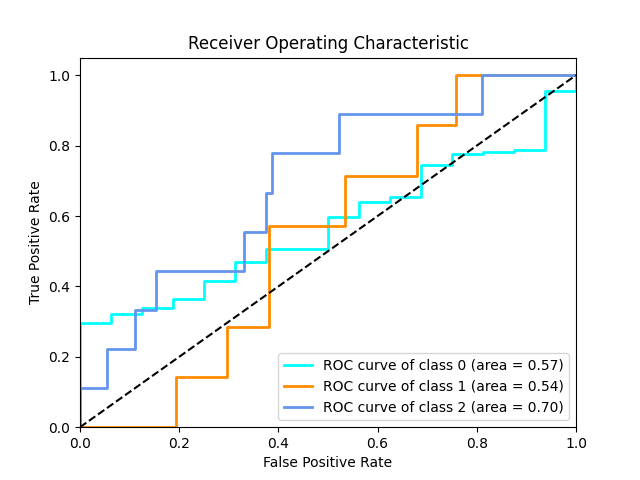 Receiver Operating Characteristic
1.0
0.8
0.6
0.4
0.2
0.0
True Positive Rate
ROC curve of class 0 (area = 0.57)
ROC curve of class 1 (area = 0.54)
ROC curve of class 2 (area = 0.70)
0.0 0.2 0.4 0.6 0.8 1.0
False Positive Rate